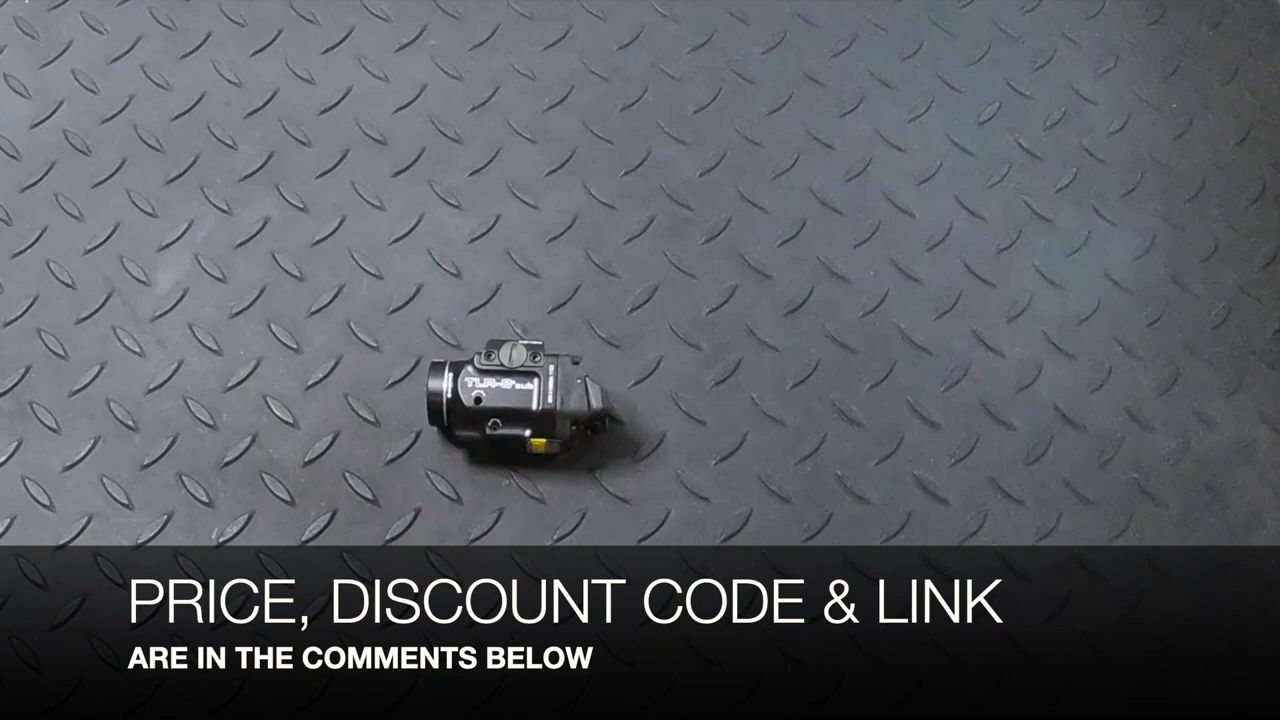 TLR-8 sub
PRICE, DISCOUNT CODE & LINK
ARE IN THE COMMENTS BELOW